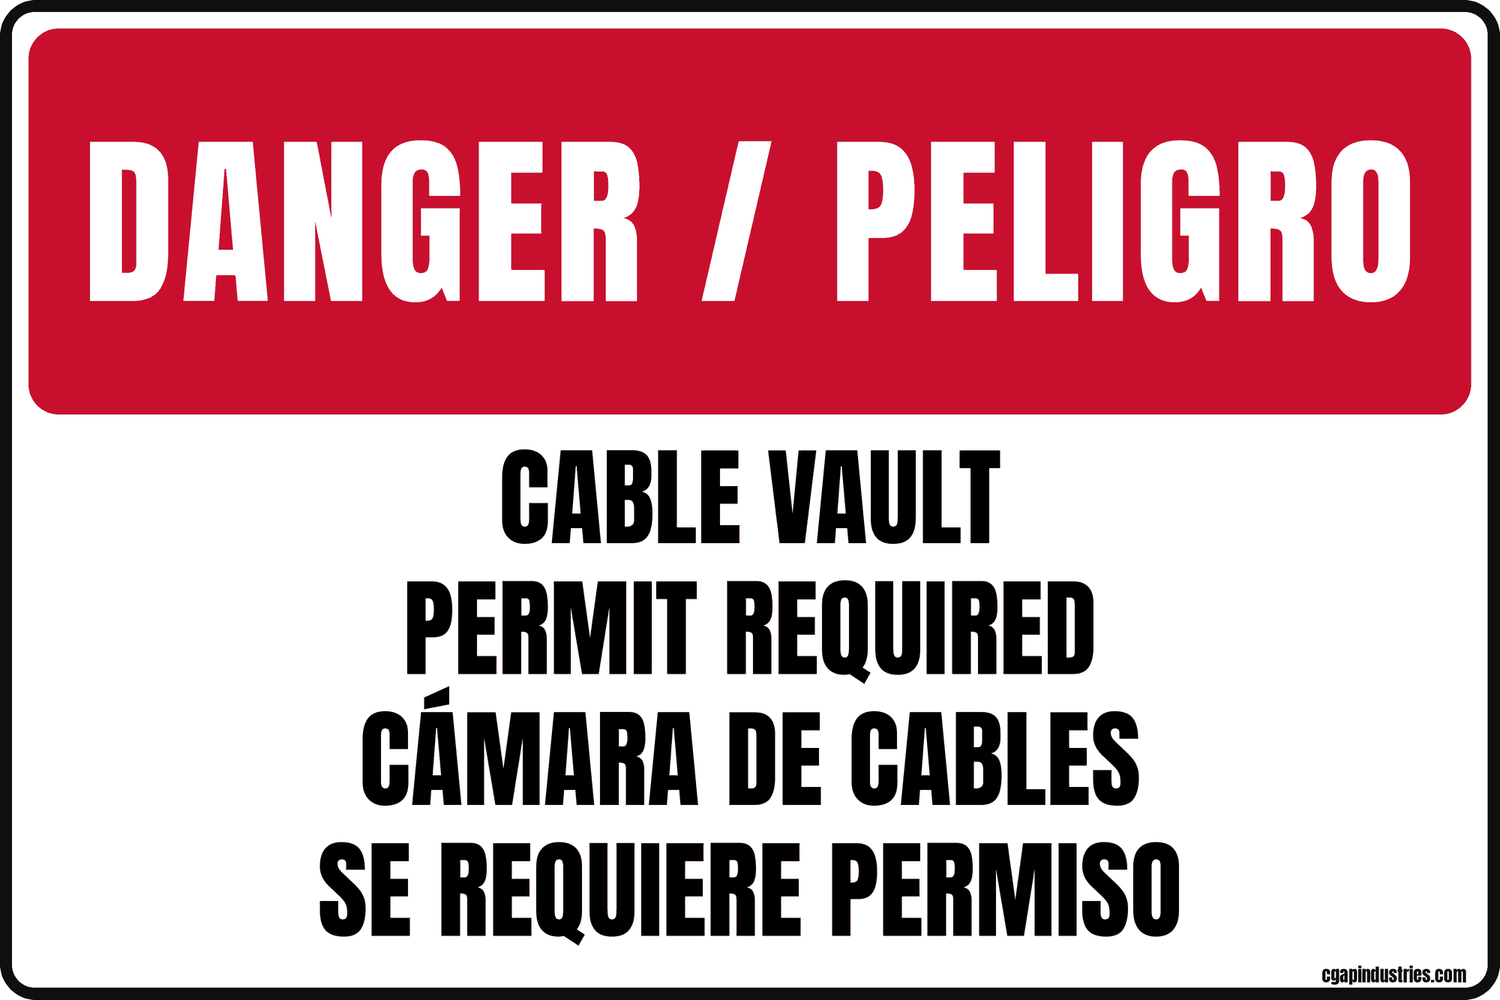 DANGER / PELIGRO
CABLE VAULT
PERMIT REQUIRED
CÁMARA DE CABLES
SE REQUIERE PERMISO
cgapindustries.com